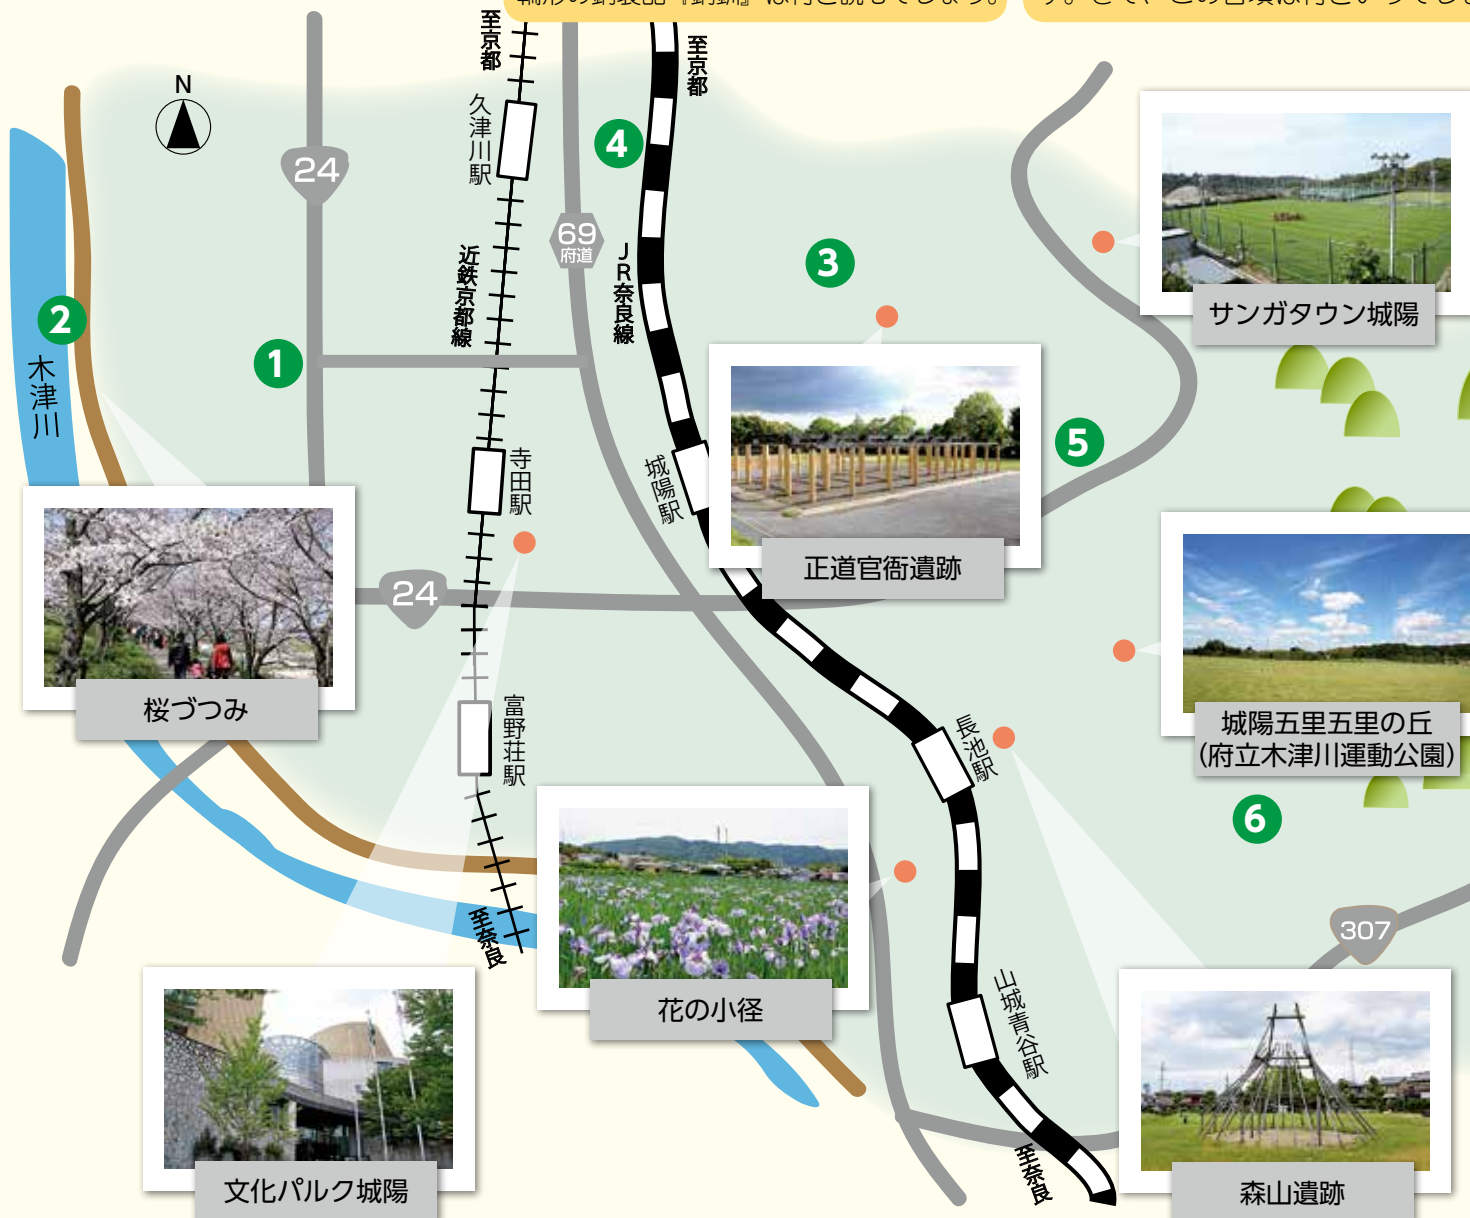 至京都
至京都
N
久津川駅
24
4
69
府道
近鉄京都線
JR奈良線
3
サンガタウン城陽
2
木津川
1
寺田駅
城陽駅
5
正道官衙遺跡
24
桜づつみ
富野荘駅
長池駅
城陽五里五里の丘
(府立木津川運動公園)
6
至奈良
花の小径
307
山城青谷駅
文化パルク城陽
至奈良
森山遺跡